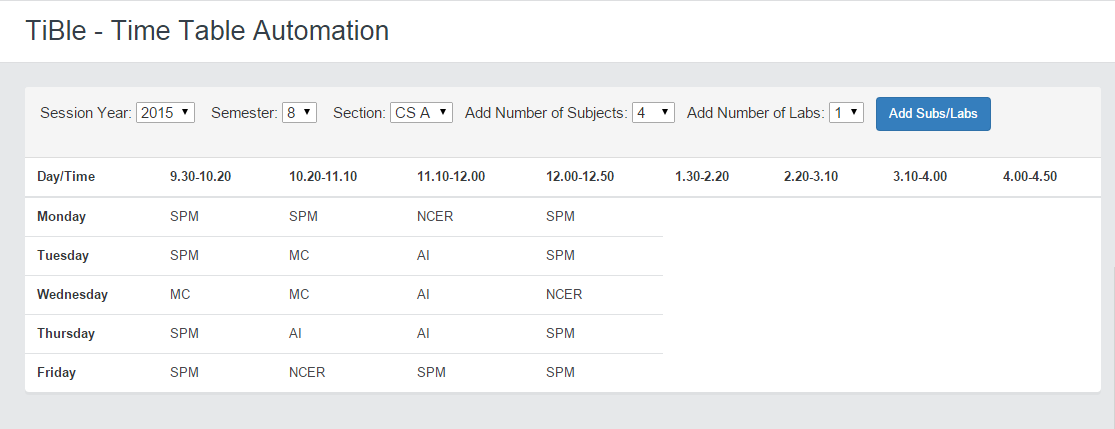 TiBle - Time Table Automation
Session Year: 2015 Semester: 8 Section: CS A Add Number of Subjects: 4 Add Number of Labs: 1 Add Subs/Labs
Day/Time 9.30-10.20 10.20-11.10 11.10-12.00 12.00-12.50 1.30-2.20 2.20-3.10 3.10-4.00 4.00-4.50
Monday SPM SPM NCER SPM
Tuesday SPM MC AI SPM
Wednesday MC MC AI NCER
Thursday SPM AI AI SPM
Friday SPM NCER SPM SPM